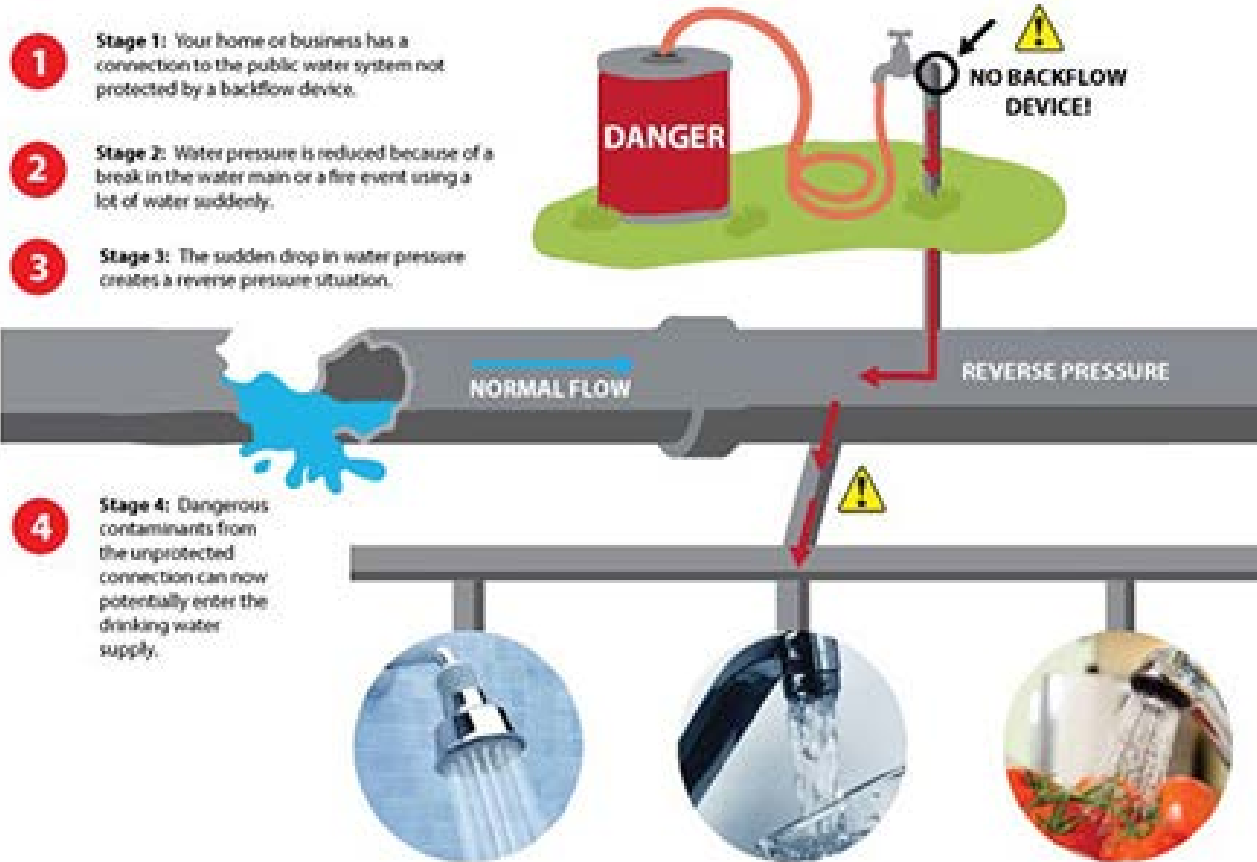 1
Stage 1: Your home or business has a
connection to the public water system not
protected by a backflow device.
2
Stage 2: Water pressure is reduced because of a
break in the water main or a fire event using a
lot of water suddenly.
3
Stage 3: The sudden drop in water pressure
creates a reverse pressure situation.
DANGER
NO BACKFLOW
DEVICE!
NORMAL FLOW
REVERSE PRESSURE
4
Stage 4: Dangerous
contaminants from
the unprotected
connection can now
potentially enter the
drinking water
supply.